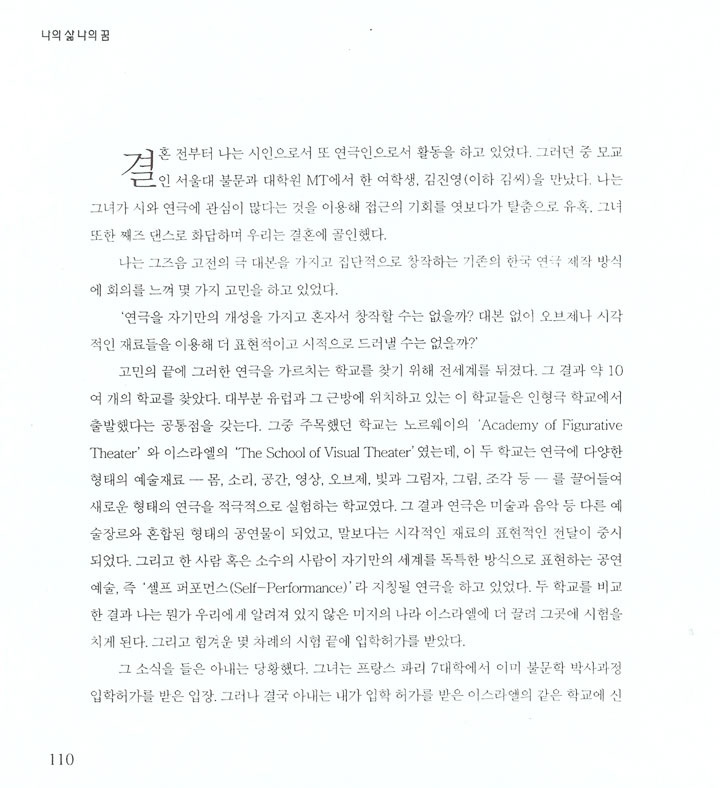 나의 삶 나의 꿈
결혼 전부터 나는 시인으로서 또 연극인으로서 활동을 하고 있었다. 그러던 중 모교
인 서울대 불문과 대학원 MT에서 한 여학생, 김진영(이하 김씨)을 만났다. 나는
그녀가 시와 연극에 관심이 많다는 것을 이용해 접근의 기회를 엿보다가 탈춤으로 유혹, 그녀
또한 째즈 댄스로 화답하며 우리는 결혼에 골인했다.
나는 그즈음 고전의 극 대본을 가지고 집단적으로 창작하는 기존의 한국 연극 제작 방식
에 회의를 느껴 몇 가지 고민을 하고 있었다.
‘연극을 자기만의 개성을 가지고 혼자서 창작할 수는 없을까? 대본 없이 오브제나 시각
적인 재료들을 이용해 더 표현적이고 시적으로 드러낼 수는 없을까?’
고민의 끝에 그러한 연극을 가르치는 학교를 찾기 위해 전세계를 뒤졌다. 그 결과 약 10
여 개의 학교를 찾았다. 대부분 유럽과 그 근방에 위치하고 있는 이 학교들은 인형극 학교에서
출발했다는 공통점을 갖는다. 그중 주목했던 학교는 노르웨이의 ‘Academy of Figurative
Theater’ 와 이스라엘의 ‘The School of Visual Theater’였는데, 이 두 학교는 연극에 다양한
형태의 예술재료 — 몸, 소리, 공간, 영상, 오브제, 빛과 그림자, 그림, 조각 등 — 를 끌어들여
새로운 형태의 연극을 적극적으로 실험하는 학교였다. 그 결과 연극은 미술과 음악 등 다른 예
술장르와 혼합된 형태의 공연물이 되었고, 말보다는 시각적인 재료의 표현적인 전달이 중시
되었다. 그리고 한 사람 혹은 소수의 사람이 자기만의 세계를 독특한 방식으로 표현하는 공연
예술, 즉 ‘셀프 퍼포먼스(Self-Performance)’라 지칭될 연극을 하고 있었다. 두 학교를 비교
한 결과 나는 뭔가 우리에게 알려져 있지 않은 미지의 나라 이스라엘에 더 끌려 그곳에 시험을
치게 된다. 그리고 힘겨운 몇 차례의 시험 끝에 입학허가를 받았다.
그 소식을 들은 아내는 당황했다. 그녀는 프랑스 파리 7대학에서 이미 불문학 박사과정
입학허가를 받은 입장. 그러나 결국 아내는 내가 입학 허가를 받은 이스라엘의 같은 학교에 신
110